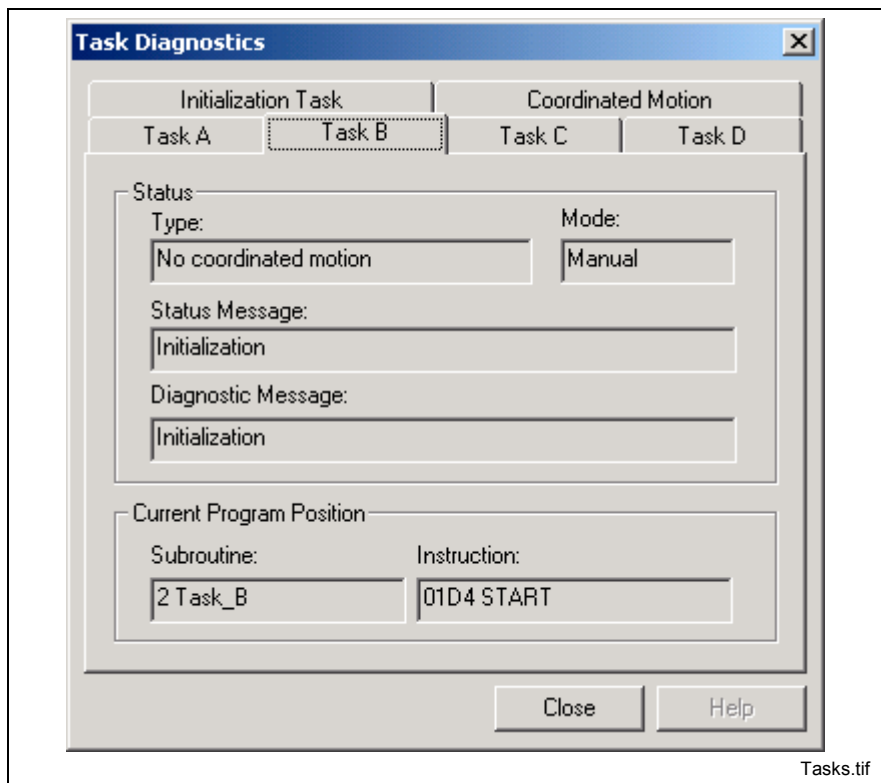 Task Diagnostics
Initialization Task Coordinated Motion
Task A Task B Task C Task D
Status
Type: Mode:
No coordinated motion Manual
Status Message:
Initialization
Diagnostic Message:
Initialization
Current Program Position
Subroutine: Instruction:
2 Task_B 01D4 START
Close Help
Tasks.tif